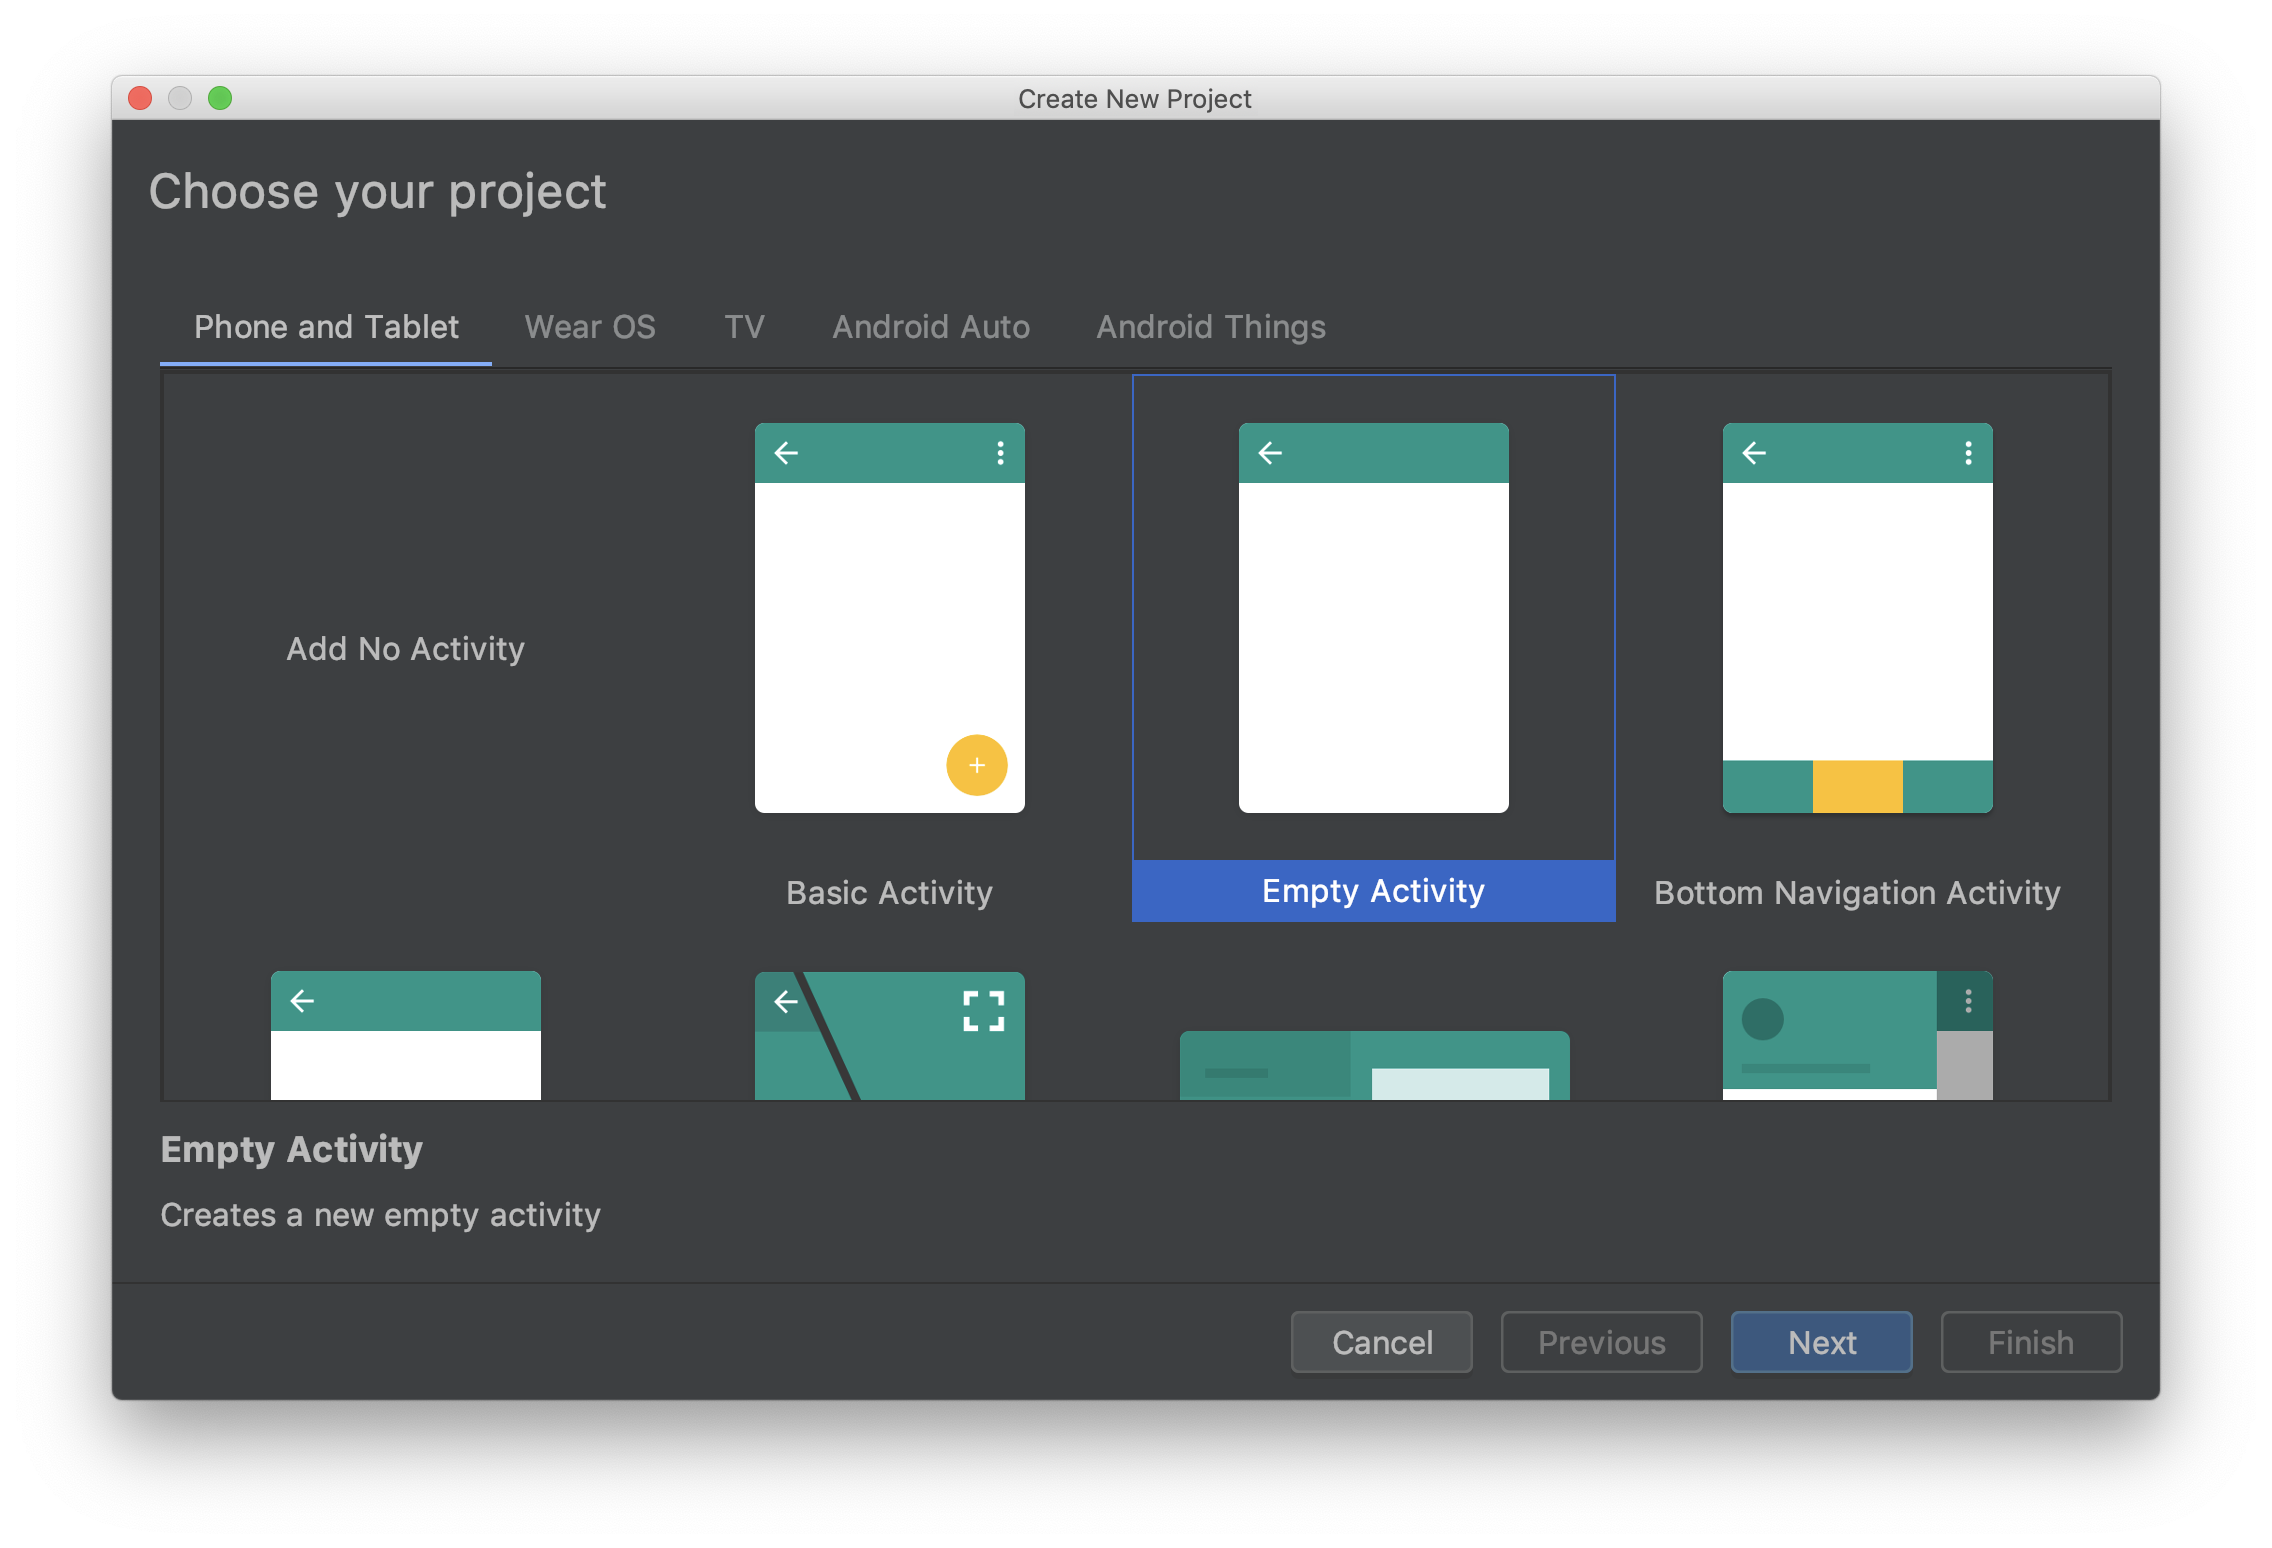 Create New Project
Choose your project
Phone and Tablet Wear OS TV Android Auto Android Things
Add No Activity
Basic Activity
Empty Activity
Bottom Navigation Activity
Empty Activity
Creates a new empty activity
Cancel Previous Next Finish